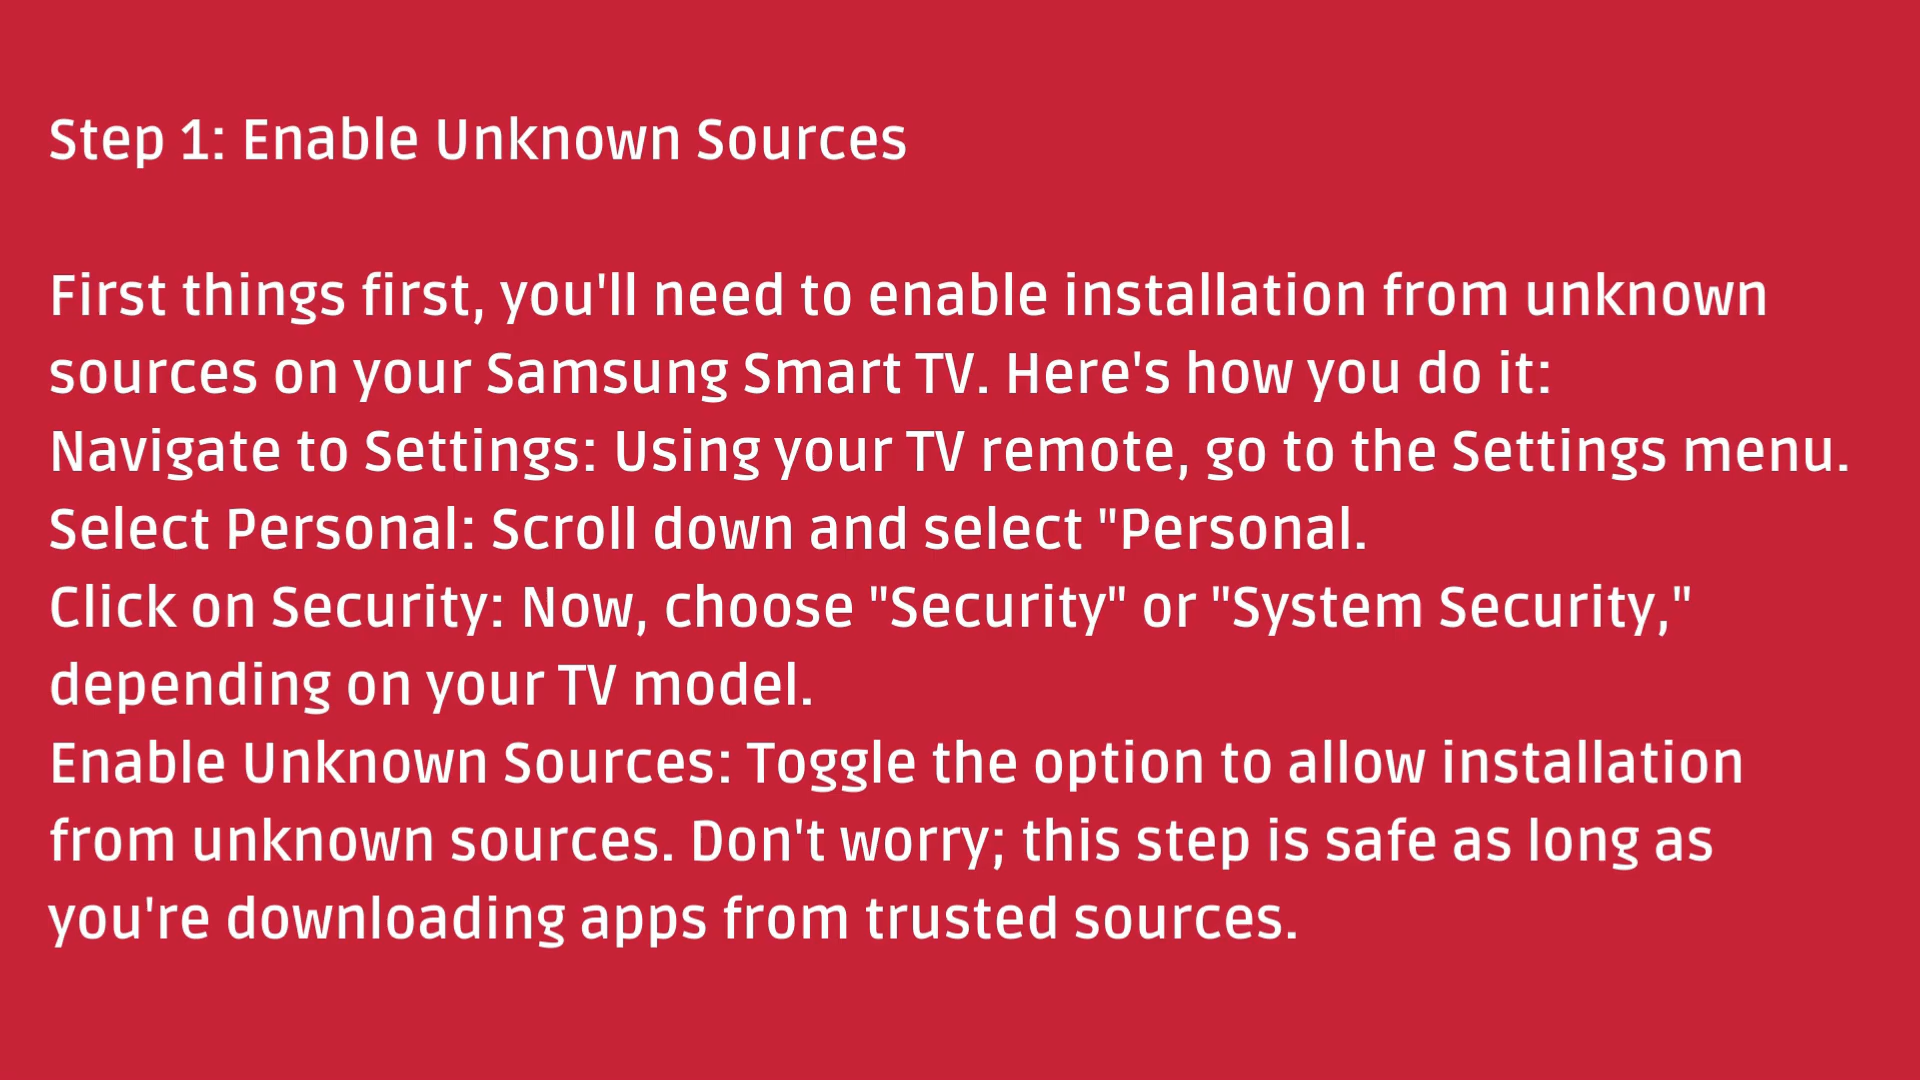 Step 1: Enable Unknown Sources
First things first, you'll need to enable installation from unknown
sources on your Samsung Smart TV. Here's how you do it:
Navigate to Settings: Using your TV remote, go to the Settings menu.
Select Personal: Scroll down and select "Personal.
Click on Security: Now, choose "Security" or "System Security,"
depending on your TV model.
Enable Unknown Sources: Toggle the option to allow installation
from unknown sources. Don't worry; this step is safe as long as
you're downloading apps from trusted sources.